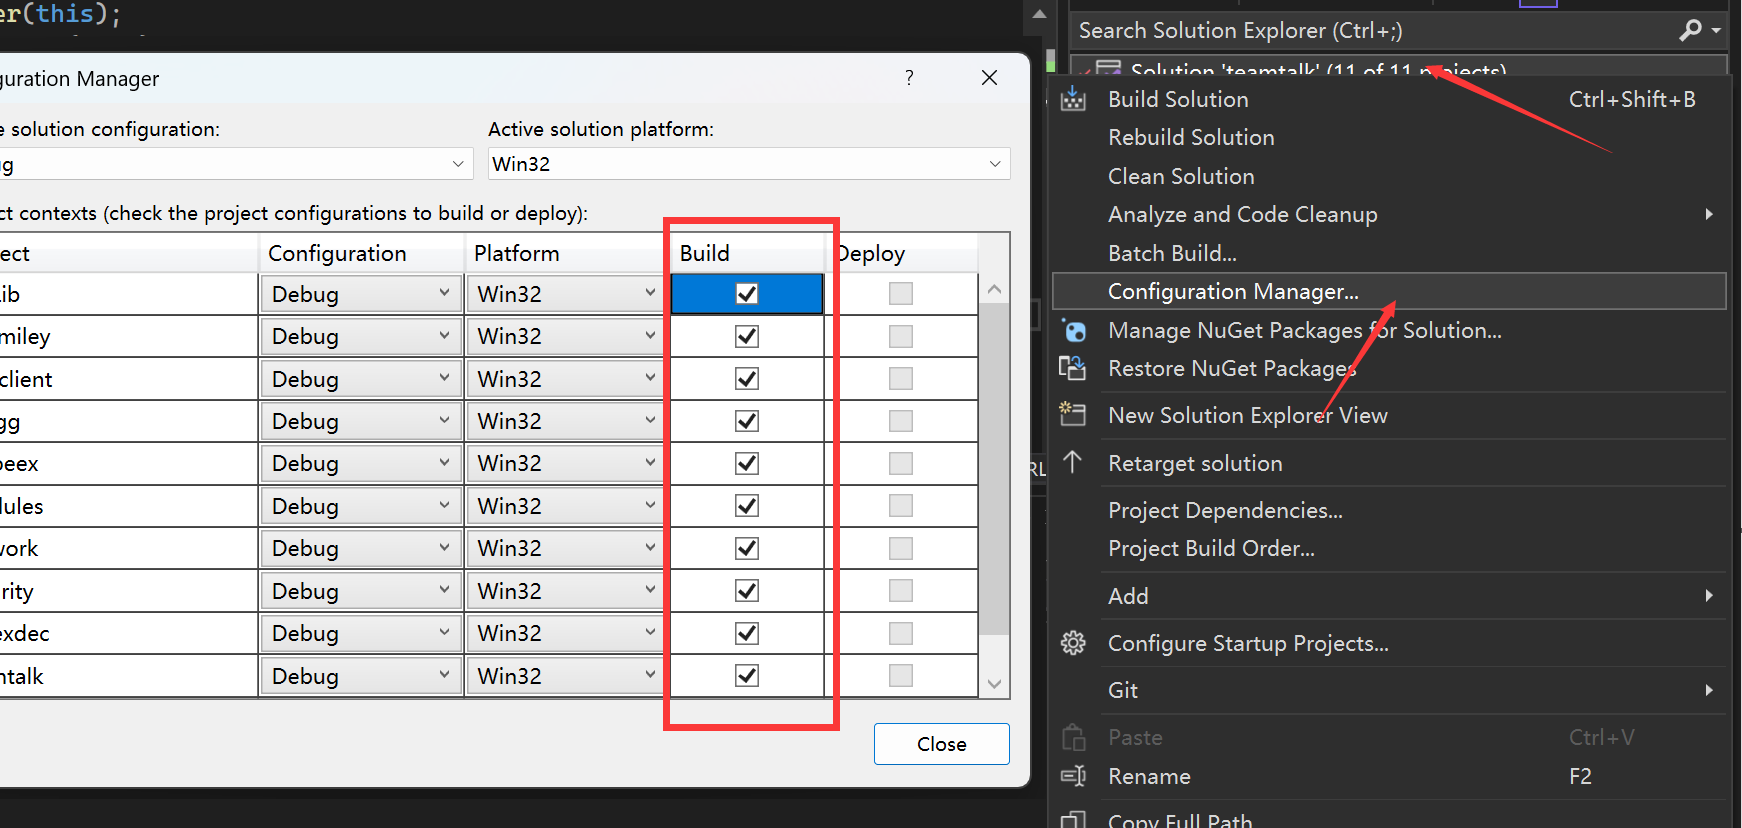 er(this);
guration Manager
?
e solution configuration:
Active solution platform:
g
Win32
ct contexts (check the project configurations to build or deploy):
ect Configuration Platform Build Deploy
ib Debug Win32
miley Debug Win32
client Debug Win32
gg Debug Win32
eex Debug Win32
dules Debug Win32
work Debug Win32
rity Debug Win32
exdec Debug Win32
ntalk Debug Win32
Close
RL
Search Solution Explorer (Ctrl+;)
Solution 'teamtalk' (11 of 11 projects)
Build Solution Ctrl+Shift+B
Rebuild Solution
Clean Solution
Analyze and Code Cleanup
Batch Build...
Configuration Manager...
Manage NuGet Packages for Solution...
Restore NuGet Packages
New Solution Explorer View
Retarget solution
Project Dependencies...
Project Build Order...
Add
Configure Startup Projects...
Git
Paste Ctrl+V
Rename F2
Copy Full Path